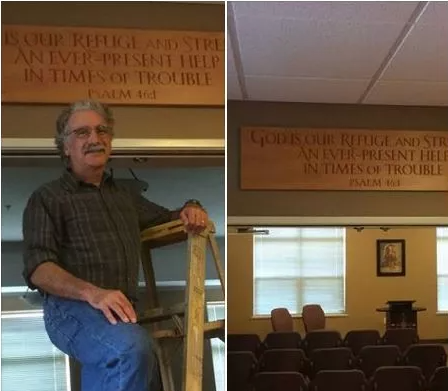 IS OUR REFUGE AND STRE
AN EVER-PRESENT HELP
IN TIMES OF TROUBLE
PSALM 46:1
GOD IS OUR REFUGE AND STR
AN EVER-PRESENT HELP
IN TIMES OF TROUBLE
PSALM 46:1